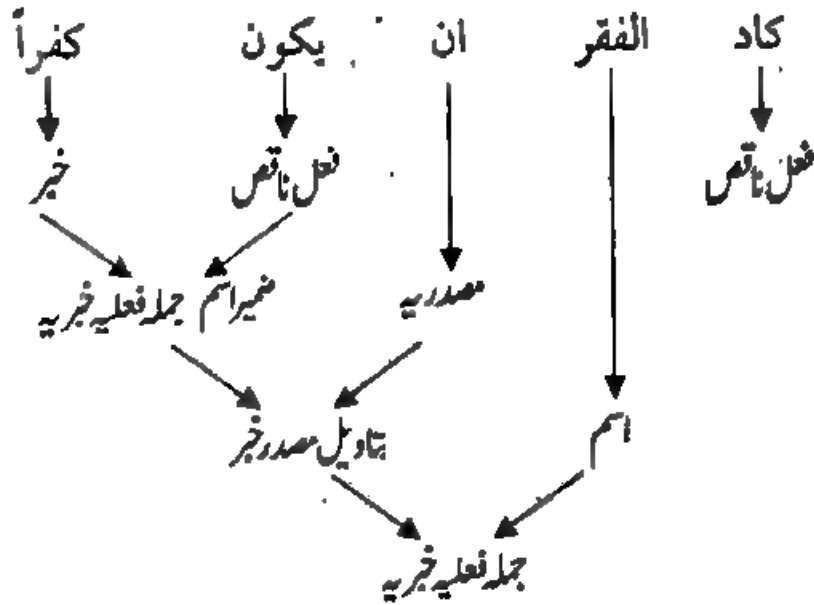 كاد الفقر ان يكون كفراً
فعل ناقص فعل ناقص خبر
مصدريہ ضمیر اسم جملہ فعلیہ خبریہ
اسم بتاویل مصدر خبر
جملہ فعلیہ خبریہ